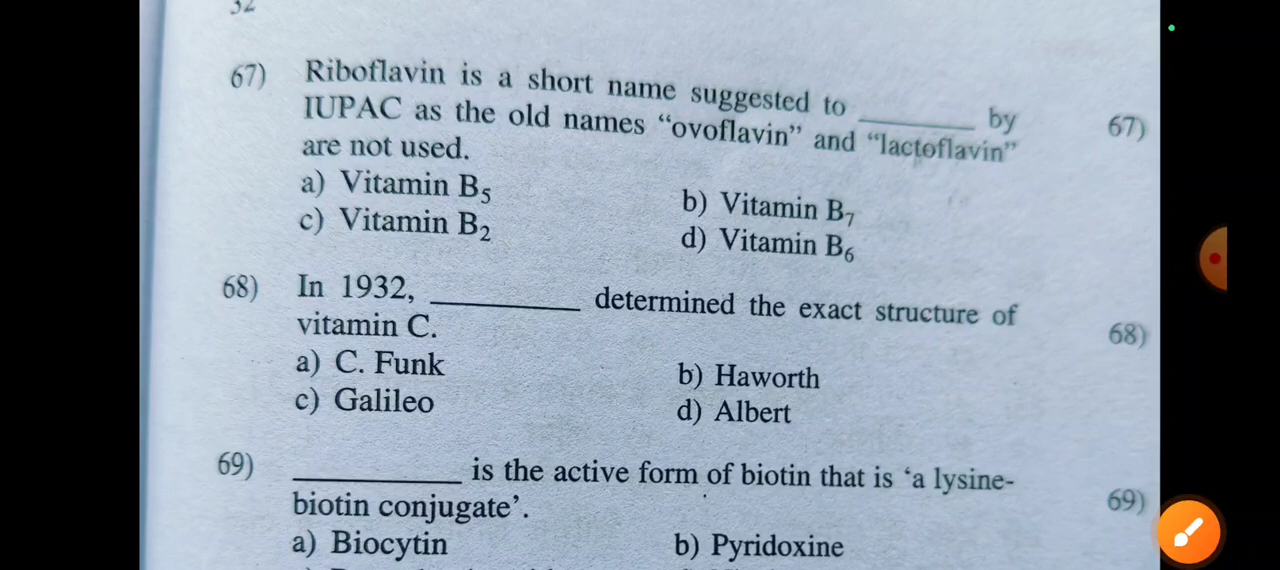 67) Riboflavin is a short name suggested to ________ by 67)
IUPAC as the old names “ovoflavin” and “lactoflavin”
are not used.
a) Vitamin B₅ b) Vitamin B₇
c) Vitamin B₂ d) Vitamin B₆
68) In 1932, ________ determined the exact structure of
vitamin C. 68)
a) C. Funk b) Haworth
c) Galileo d) Albert
69) ________ is the active form of biotin that is ‘a lysine-
biotin conjugate’. 69)
a) Biocytin b) Pyridoxine